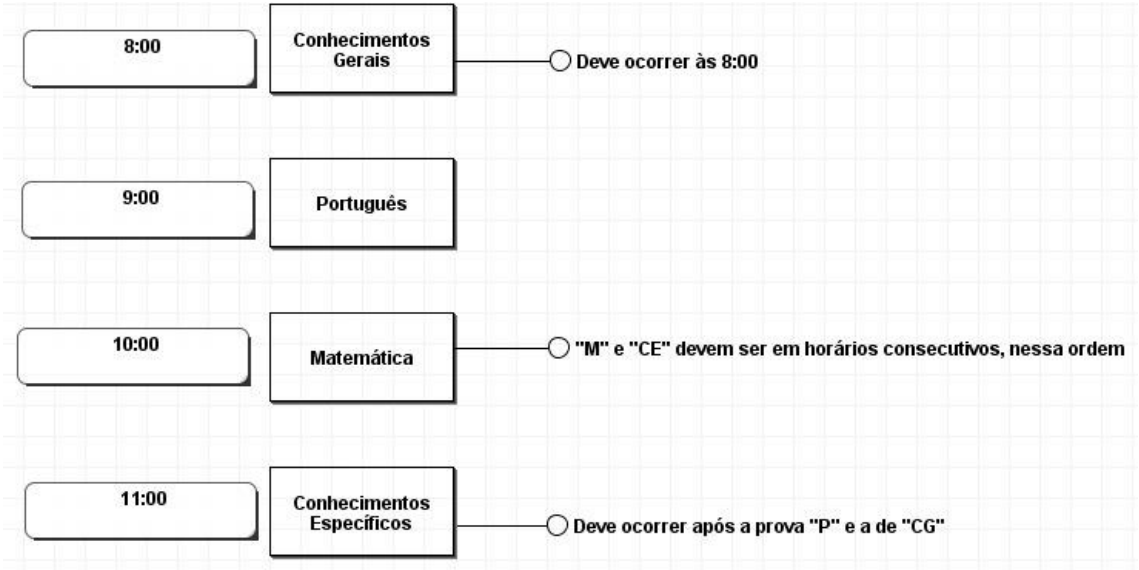 8:00
Conhecimentos
Gerais
Deve ocorrer às 8:00
9:00
Português
10:00
Matemática
"M" e "CE" devem ser em horários consecutivos, nessa ordem
11:00
Conhecimentos
Específicos
Deve ocorrer após a prova "P" e a de "CG"